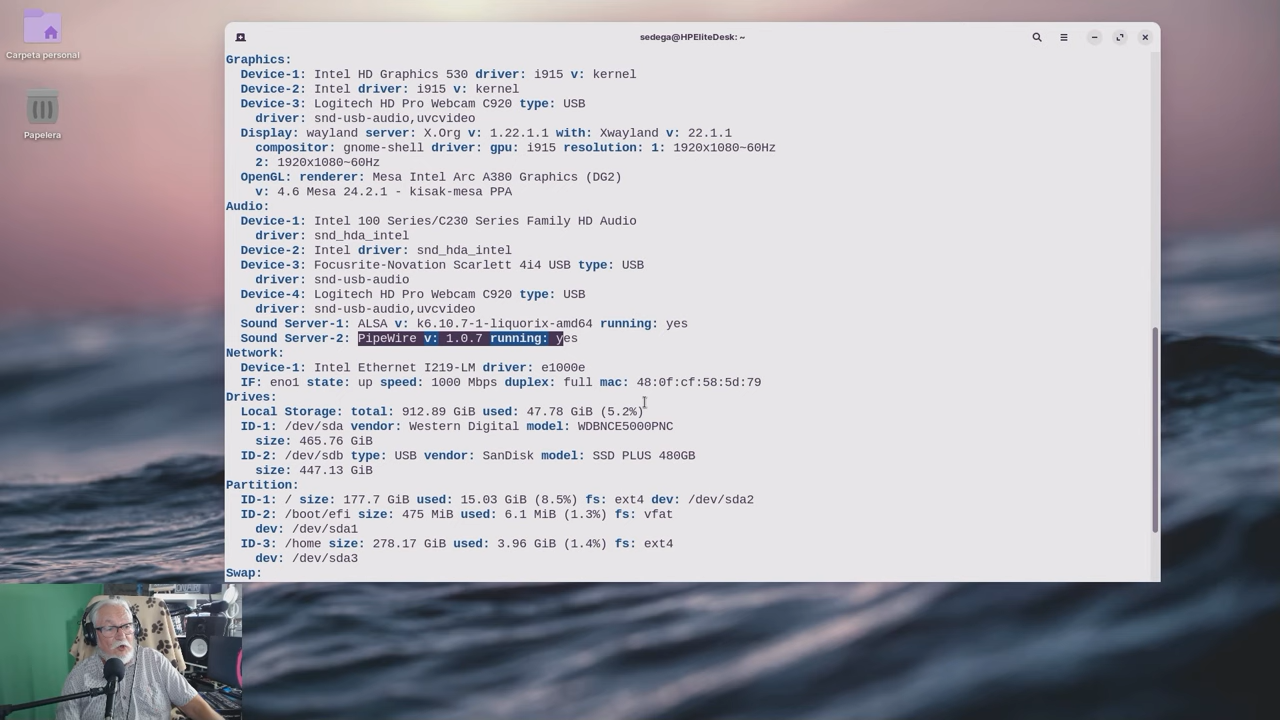 Carpeta personal
Papelera
sedega@HPEliteDesk: ~
Graphics:
Device-1: Intel HD Graphics 530 driver: i915 v: kernel
Device-2: Intel driver: i915 v: kernel
Device-3: Logitech HD Pro Webcam C920 type: USB
driver: snd-usb-audio,uvcvideo
Display: wayland server: X.Org v: 1.22.1.1 with: Xwayland v: 22.1.1
compositor: gnome-shell driver: gpu: i915 resolution: 1: 1920x1080~60Hz
2: 1920x1080~60Hz
OpenGL: renderer: Mesa Intel Arc A380 Graphics (DG2)
v: 4.6 Mesa 24.2.1 - kisak-mesa PPA
Audio:
Device-1: Intel 100 Series/C230 Series Family HD Audio
driver: snd_hda_intel
Device-2: Intel driver: snd_hda_intel
Device-3: Focusrite-Novation Scarlett 4i4 USB type: USB
driver: snd-usb-audio
Device-4: Logitech HD Pro Webcam C920 type: USB
driver: snd-usb-audio,uvcvideo
Sound Server-1: ALSA v: k6.10.7-1-liquorix-amd64 running: yes
Sound Server-2: PipeWire v: 1.0.7 running: yes
Network:
Device-1: Intel Ethernet I219-LM driver: e1000e
IF: eno1 state: up speed: 1000 Mbps duplex: full mac: 48:0f:cf:58:5d:79
Drives:
Local Storage: total: 912.89 GiB used: 47.78 GiB (5.2%)
ID-1: /dev/sda vendor: Western Digital model: WDBNCE5000PNC
size: 465.76 GiB
ID-2: /dev/sdb type: USB vendor: SanDisk model: SSD PLUS 480GB
size: 447.13 GiB
Partition:
ID-1: / size: 177.7 GiB used: 15.03 GiB (8.5%) fs: ext4 dev: /dev/sda2
ID-2: /boot/efi size: 475 MiB used: 6.1 MiB (1.3%) fs: vfat
dev: /dev/sda1
ID-3: /home size: 278.17 GiB used: 3.96 GiB (1.4%) fs: ext4
dev: /dev/sda3
Swap: